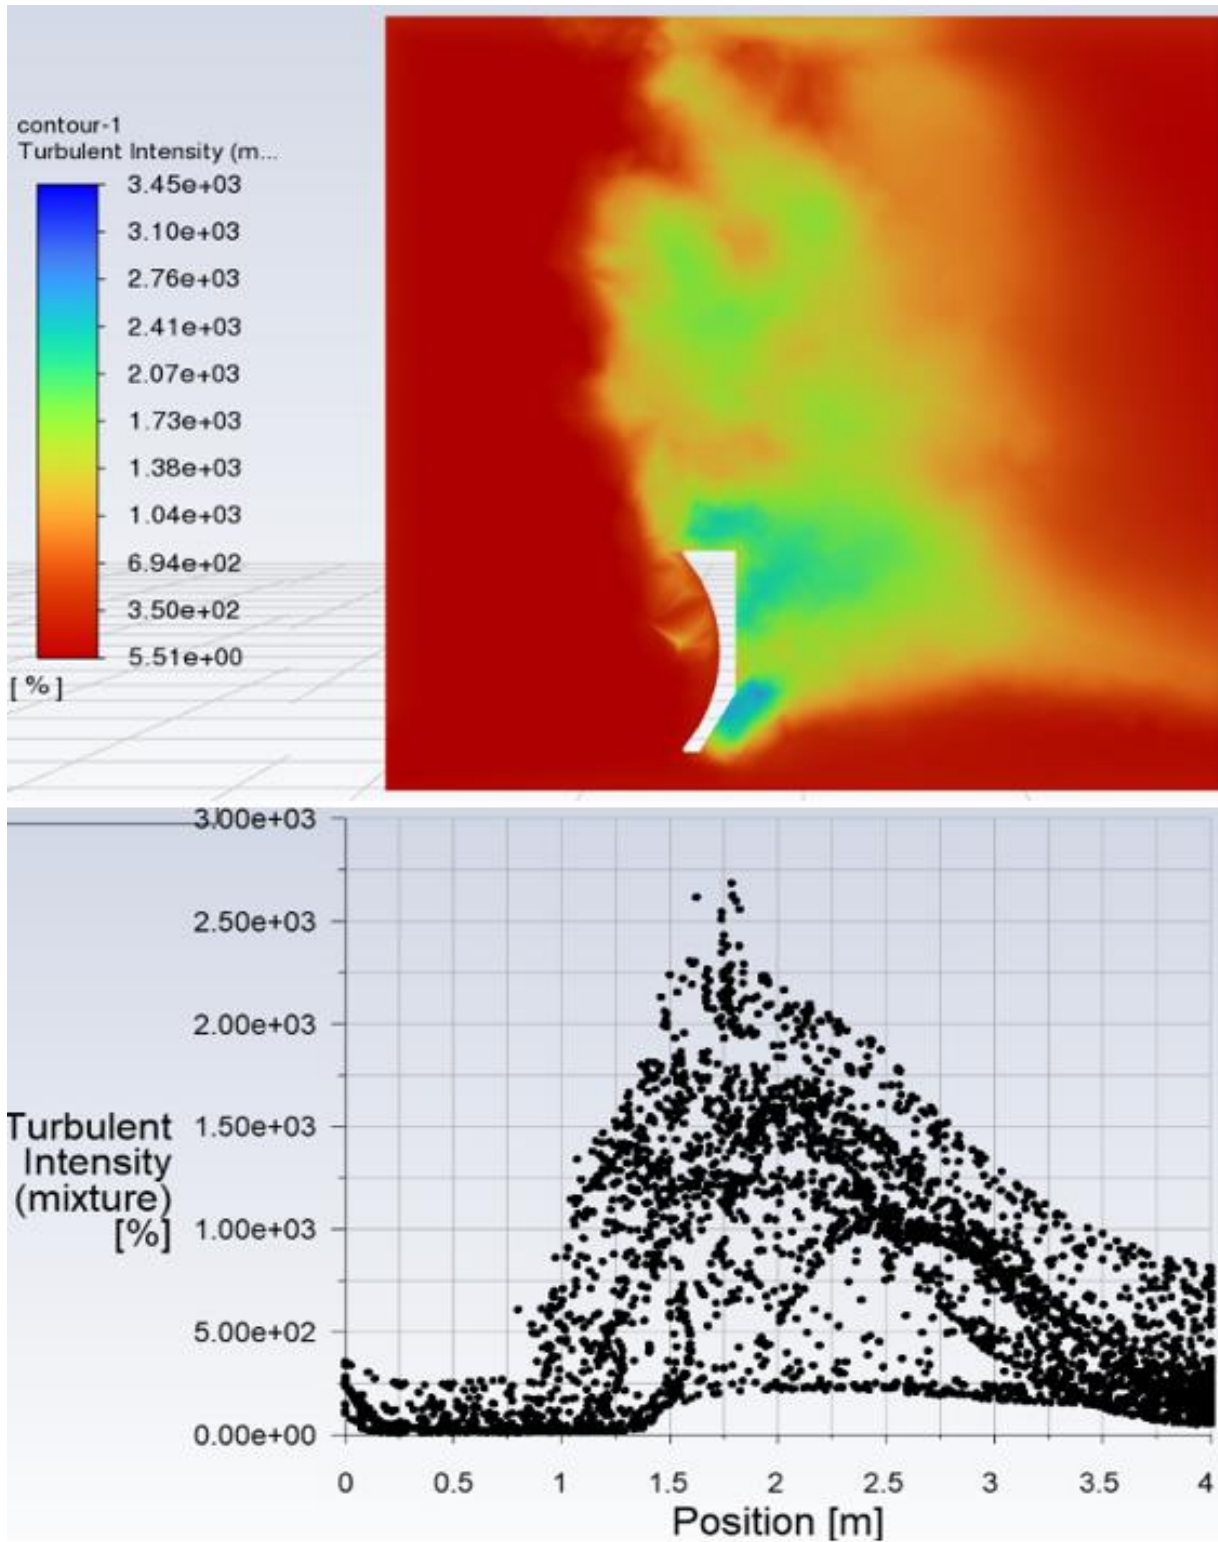 contour-1
Turbulent Intensity (m...
3.45e+03
3.10e+03
2.76e+03
2.41e+03
2.07e+03
1.73e+03
1.38e+03
1.04e+03
6.94e+02
3.50e+02
5.51e+00
[ % ]
3.00e+03
2.50e+03
2.00e+03
1.50e+03
1.00e+03
5.00e+02
0.00e+00
Turbulent
Intensity
(mixture)
[%]
0 0.5 1 1.5 2 2.5 3 3.5 4
Position [m]